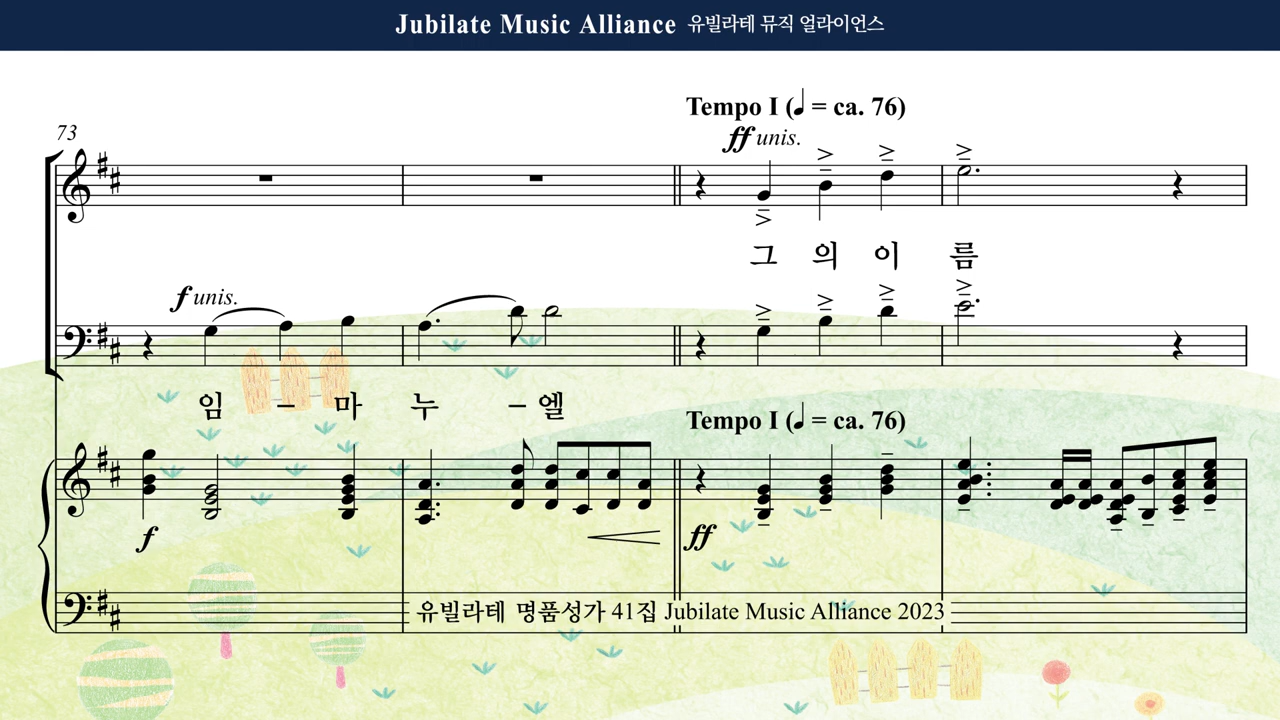 Jubilate Music Alliance 유빌라테 뮤직 얼라이언스
Tempo I (♩ = ca. 76)
73
ff unis.
그 의 이 름
f unis.
임 – 마 누 – 엘
Tempo I (♩ = ca. 76)
f
ff
유빌라테 명품성가 41집 Jubilate Music Alliance 2023